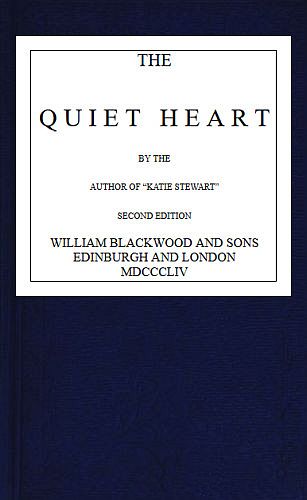 THE
QUIET HEART
BY THE
AUTHOR OF “KATIE STEWART”
SECOND EDITION
WILLIAM BLACKWOOD AND SONS
EDINBURGH AND LONDON
MDCCCLIV